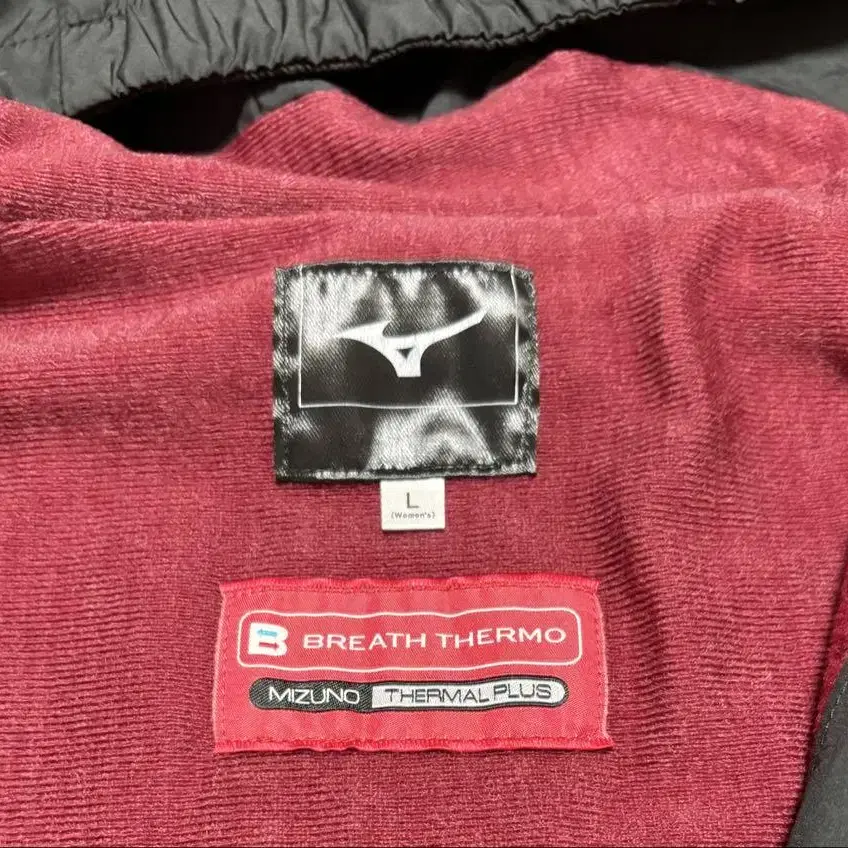 L
(Women's)
B BREATH THERMO
MIZUNO THERMAL PLUS